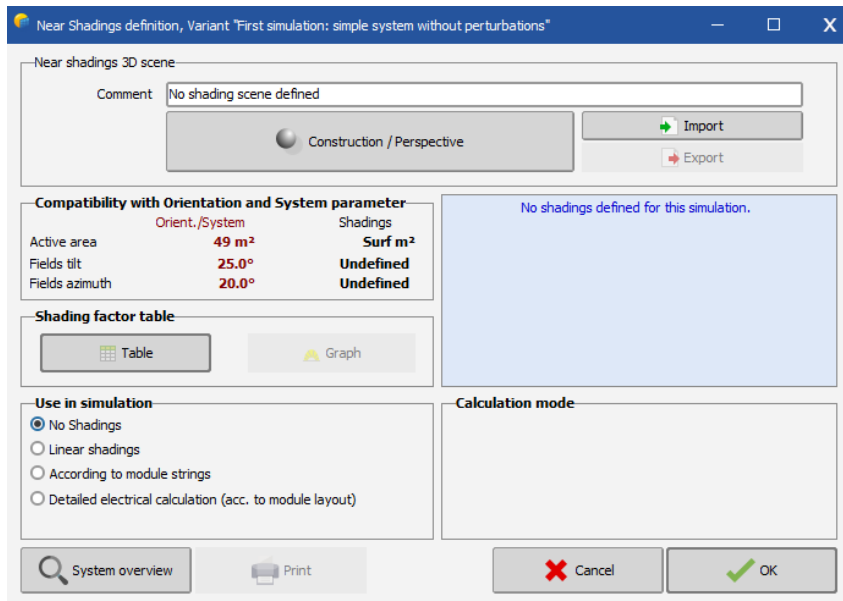 Near Shadings definition, Variant "First simulation: simple system without perturbations"
Near shadings 3D scene
Comment No shading scene defined
Construction / Perspective
Import
Export
Compatibility with Orientation and System parameter
Orient./System Shadings
Active area 49 m² Surf m²
Fields tilt 25.0° Undefined
Fields azimuth 20.0° Undefined
No shadings defined for this simulation.
Shading factor table
Table Graph
Use in simulation
No Shadings
Linear shadings
According to module strings
Detailed electrical calculation (acc. to module layout)
Calculation mode
System overview Print Cancel OK